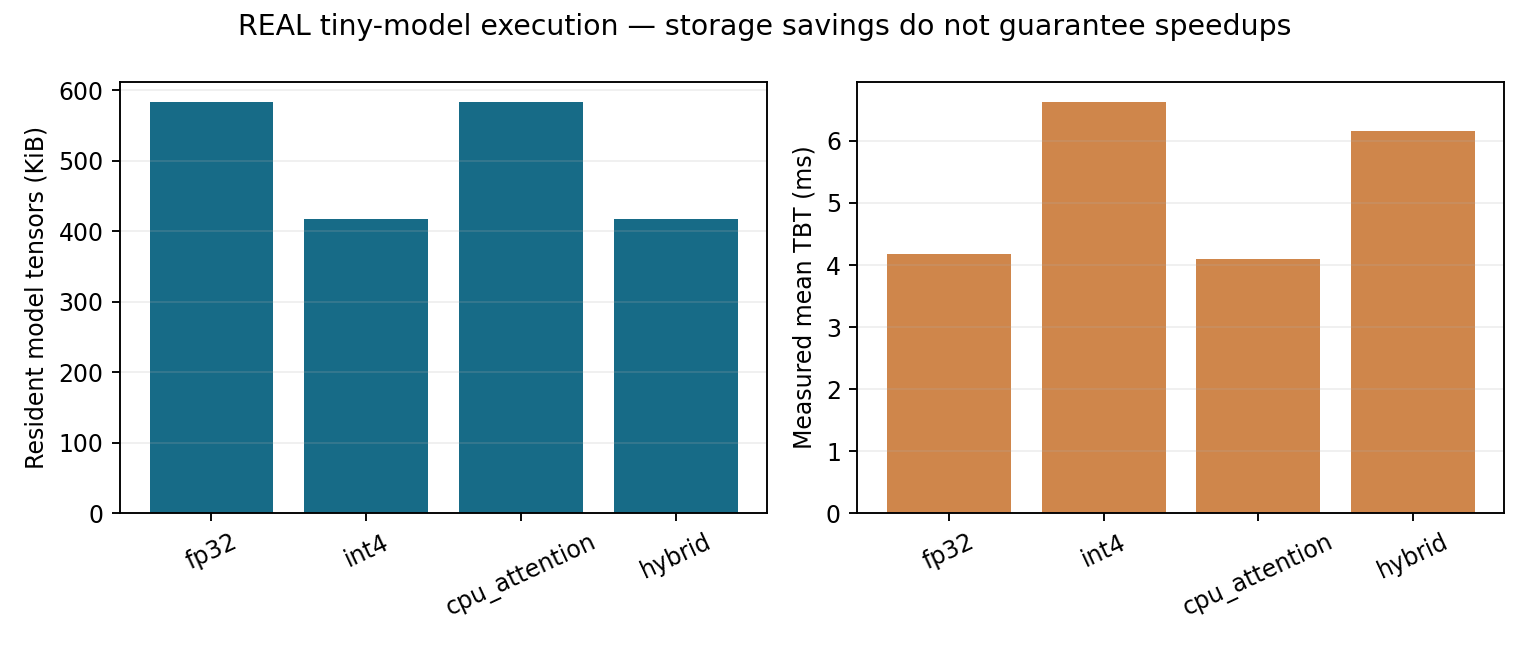 REAL tiny-model execution — storage savings do not guarantee speedups
Resident model tensors (KiB)
600
500
400
300
200
100
0
fp32
int4
cpu_attention
hybrid
Measured mean TBT (ms)
6
5
4
3
2
1
0
fp32
int4
cpu_attention
hybrid